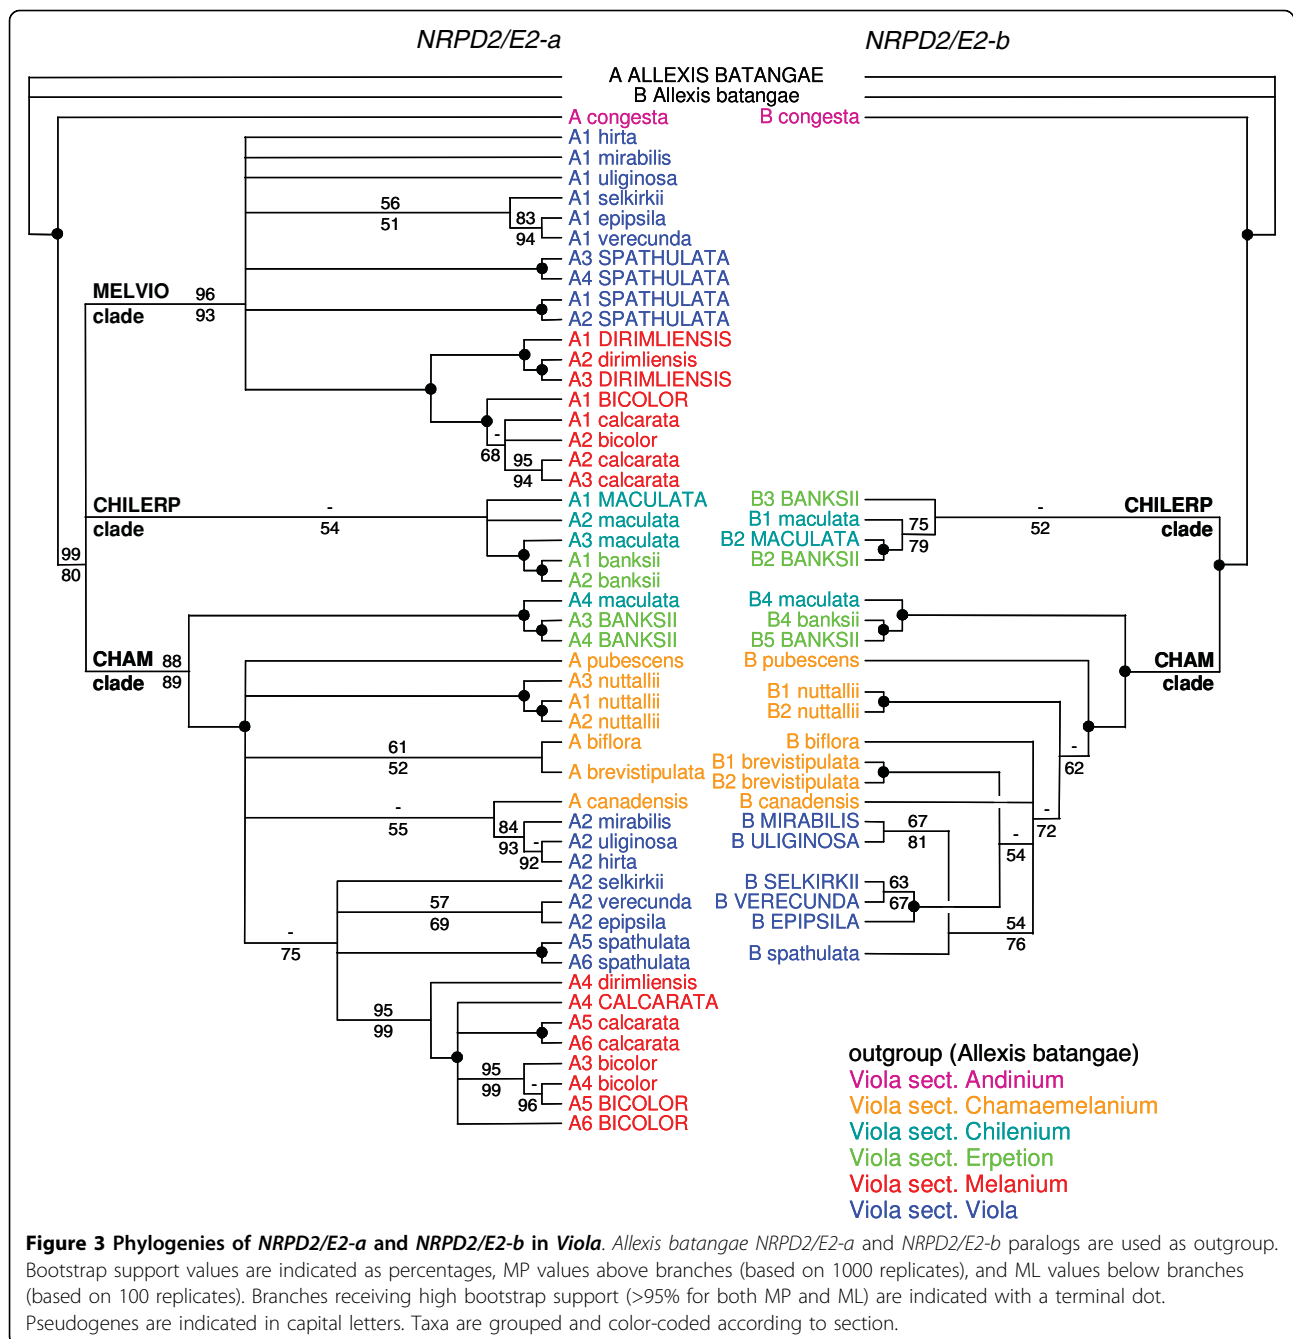 NRPD2/E2-a
NRPD2/E2-b
A ALLEXIS BATANGAE
B Allexis batangae
A congesta
B congesta
A1 hirta
A1 mirabilis
A1 uliginosa
56
51
A1 selkirkii
83
94
A1 epipsila
A1 verecunda
A3 SPATHULATA
A4 SPATHULATA
MELVIO
clade
96
93
A1 SPATHULATA
A2 SPATHULATA
A1 DIRIMLIENSIS
A2 dirimliensis
A3 DIRIMLIENSIS
A1 BICOLOR
A1 calcarata
-
68
A2 bicolor
95
94
A2 calcarata
A3 calcarata
CHILERP
clade
-
54
A1 MACULATA
A2 maculata
A3 maculata
A1 banksii
A2 banksii
B3 BANKSII
B1 maculata
B2 MACULATA
B2 BANKSII
75
79
-
52
CHILERP
clade
99
80
A4 maculata
A3 BANKSII
A4 BANKSII
B4 maculata
B4 banksii
B5 BANKSII
CHAM
clade
88
89
CHAM
clade
A pubescens
A3 nuttallii
A1 nuttallii
A2 nuttallii
B pubescens
B1 nuttallii
B2 nuttallii
61
52
A biflora
A brevistipulata
B biflora
B1 brevistipulata
B2 brevistipulata
-
62
-
55
A canadensis
84
93
A2 mirabilis
-
92
A2 uliginosa
A2 hirta
B canadensis
B MIRABILIS
B ULIGINOSA
67
81
-
72
-
54
A2 selkirkii
57
69
A2 verecunda
A2 epipsila
B SELKIRKII
B VERECUNDA
B EPIPSILA
63
67
-
75
A5 spathulata
A6 spathulata
B spathulata
54
76
A4 dirimliensis
95
99
A4 CALCARATA
A5 calcarata
A6 calcarata
95
99
A3 bicolor
-
96
A4 bicolor
A5 BICOLOR
A6 BICOLOR
outgroup (Allexis batangae)
Viola sect. Andinium
Viola sect. Chamaemelanium
Viola sect. Chilenium
Viola sect. Erpetion
Viola sect. Melanium
Viola sect. Viola
Figure 3 Phylogenies of NRPD2/E2-a and NRPD2/E2-b in Viola. Allexis batangae NRPD2/E2-a and NRPD2/E2-b paralogs are used as outgroup.
Bootstrap support values are indicated as percentages, MP values above branches (based on 1000 replicates), and ML values below branches
(based on 100 replicates). Branches receiving high bootstrap support (>95% for both MP and ML) are indicated with a terminal dot.
Pseudogenes are indicated in capital letters. Taxa are grouped and color-coded according to section.